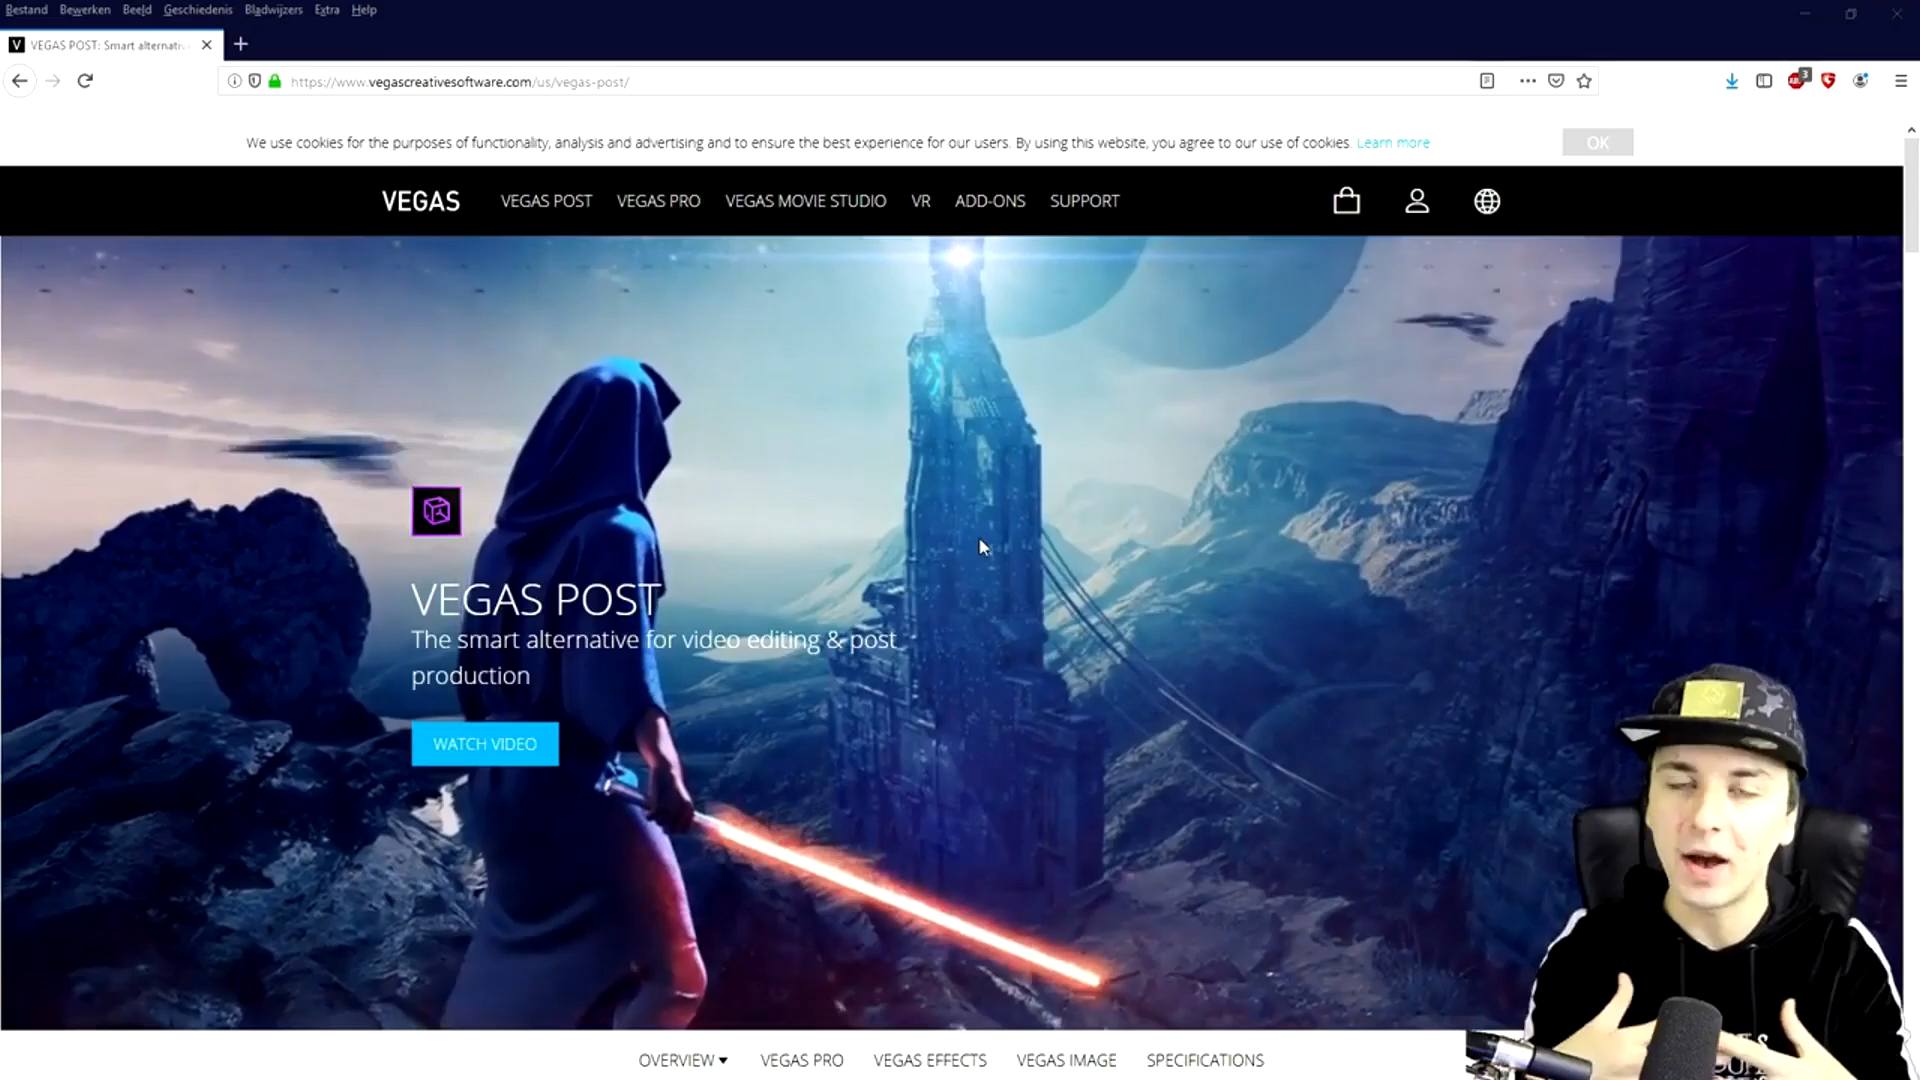 Bestand Bewerken Beeld Geschiedenis Bladwijzers Extra Help
VEGAS POST: Smart alternativ
https://www.vegascreativesoftware.com/us/vegas-post/
3
We use cookies for the purposes of functionality, analysis and advertising and to ensure the best experience for our users. By using this website, you agree to our use of cookies. Learn more
OK
VEGAS VEGAS POST VEGAS PRO VEGAS MOVIE STUDIO VR ADD-ONS SUPPORT
VEGAS POST
The smart alternative for video editing & post
production
WATCH VIDEO
OVERVIEW VEGAS PRO VEGAS EFFECTS VEGAS IMAGE SPECIFICATIONS